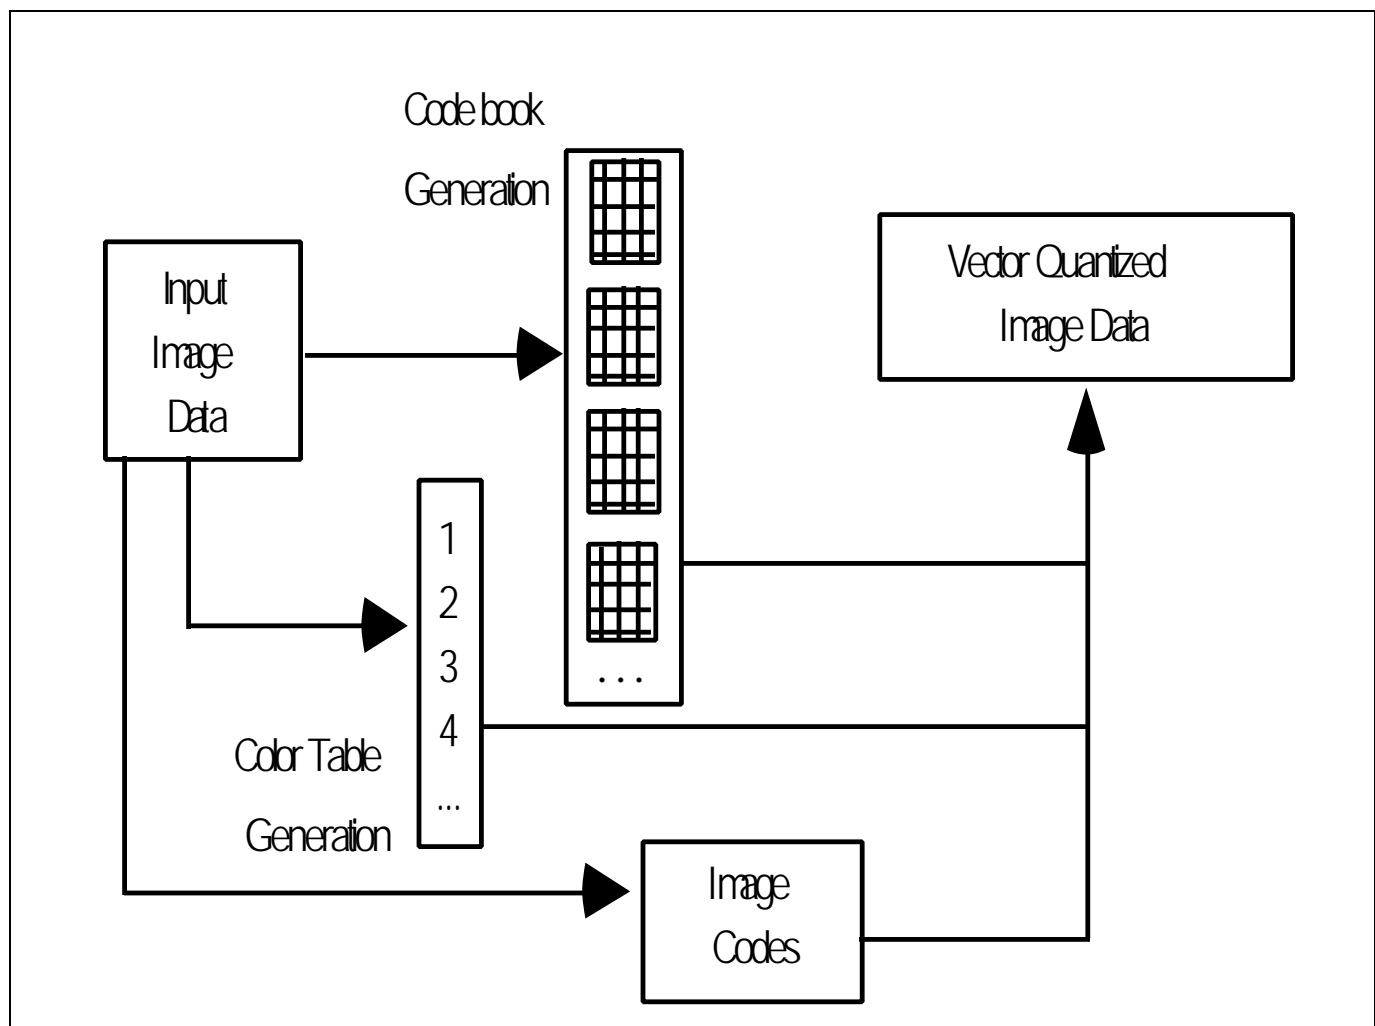 Code book
Generation
Input
Image
Data
Vector Quantized
Image Data
1
2
3
4
...
. . .
Color Table
Generation
Image
Codes